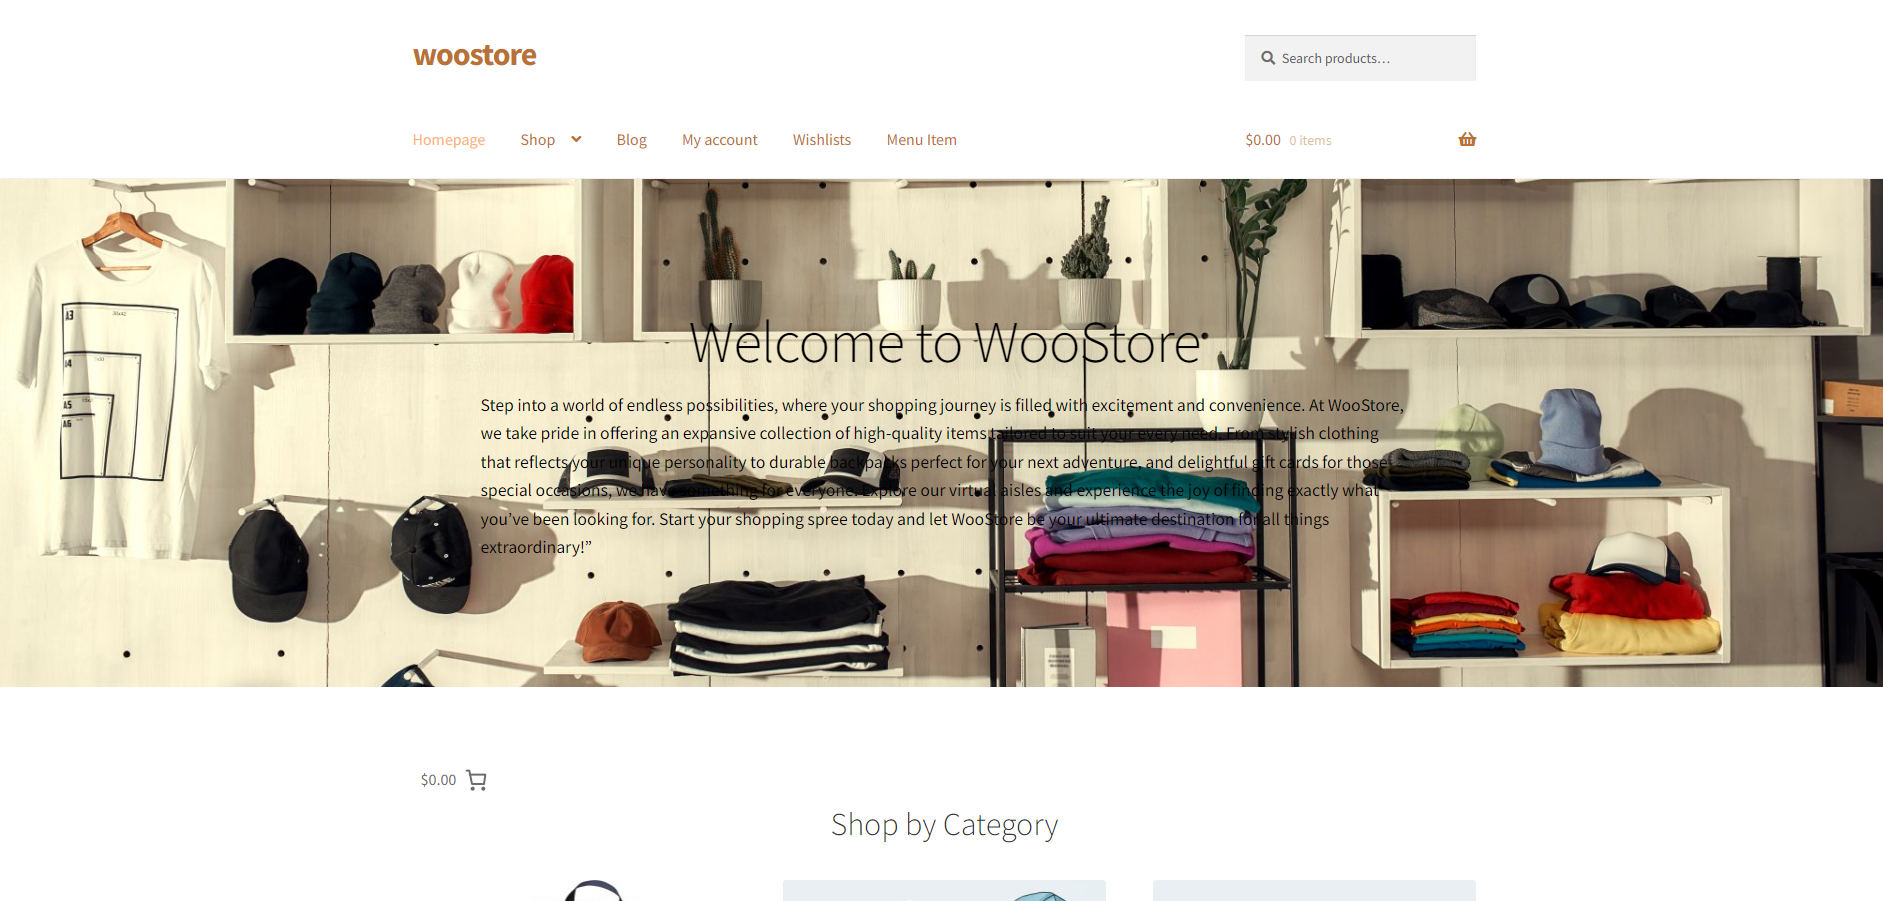 woostore
Search products…
Homepage Shop Blog My account Wishlists Menu Item $0.00 0 items
A3
30x42
A4
A5
A6
Welcome to WooStore
Step into a world of endless possibilities, where your shopping journey is filled with excitement and convenience. At WooStore,
we take pride in offering an expansive collection of high-quality items tailored to suit your every need. From stylish clothing
that reflects your unique personality to durable backpacks perfect for your next adventure, and delightful gift cards for those
special occasions, we have something for everyone. Explore our virtual aisles and experience the joy of finding exactly what
you’ve been looking for. Start your shopping spree today and let WooStore be your ultimate destination for all things
extraordinary!”
$0.00
Shop by Category